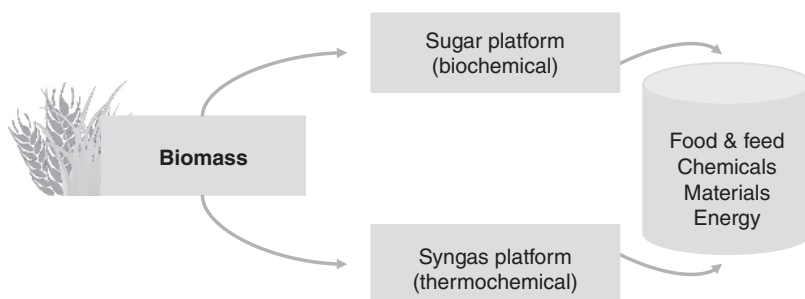 Sugar platform
(biochemical)
Biomass
Food & feed
Chemicals
Materials
Energy
Syngas platform
(thermochemical)